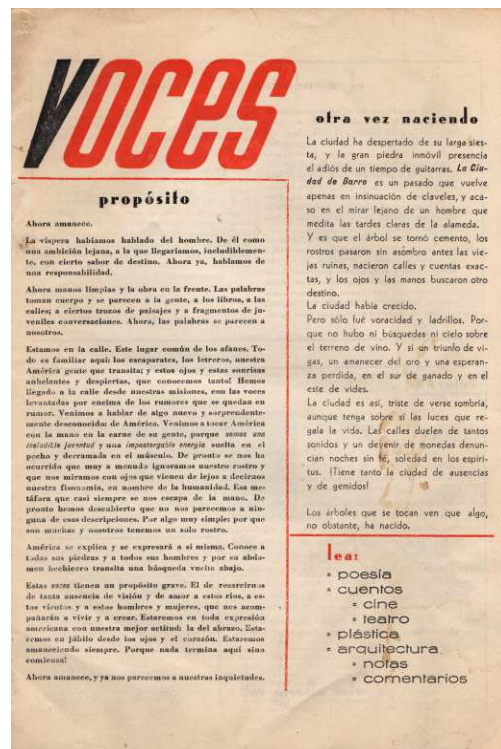 VOCES
propósito
Ahora amanece.
La víspera habíamos hablado del hombre. De él como
una ambición lejana, a la que llegaríamos, includiblemen-
te, con cierto sabor de destino. Ahora ya, hablamos de
una responsabilidad.
Ahora manos limpias y la obra en la frente. Las palabras
toman cuerpo y se parecen a la gente, a los libros, a las
calles; a ciertos trozos de paisajes y a fragmentos de ju-
veniles conversaciones. Ahora, las palabras se parecen a
nosotros.
Estamos en la calle. Este lugar común de los afanes. To-
do es familiar aquí: los escaparates, los letreros, nuestra
América gente que transita; y estos ojos y estas sonrisas
anhelantes y despiertas, que conocemos tanto! Hemos
llegado a la calle desde nuestras misiones, con las voces
levantadas por encima de los rumores que se quedan en
rumor. Venimos a hablar de algo nuevo y sorprendente-
mente desconocido: de América. Venimos a tocar América
con la mano en la carne de su gente, porque somos una
ineludible juventud y una impostergable energía suelta en el
pecho y derramada en el músculo. De pronto se nos ha
ocurrido que muy a menudo ignoramos nuestro rostro y
que nos miramos con ojos que vienen de lejos a decirnos
nuestra fisonomía, en nombre de la humanidad. Esa me-
táfora que casi siempre se nos escapa de la mano. De
pronto hemos descubierto que no nos parecemos a nin-
guna de esas descripciones. Por algo muy simple: por que
son muchas y nosotros tenemos un solo rostro.
América se explica y se expresará a sí misma. Conoce a
todas sus piedras y a todos sus hombres y por su abdo-
men hechicero transita una búsqueda vuelta abajo.
Estas voces tienen un propósito grave. El de resarcirnos
de tanta ausencia de visión y de amor a estos ríos, a es-
tos vientos y a estos hombres y mujeres, que nos acom-
pañarán a vivir y a crear. Estaremos en toda expresión
americana con nuestra mejor actitud: la del abrazo. Esta-
remos en júbilo desde los ojos y el corazón. Estaremos
amaneciendo siempre. Porque nada termina aquí sino
comienza!
Ahora amanece, y ya nos parecemos a nuestras inquietudes.
otra vez naciendo
La ciudad ha despertado de su larga sies-
ta, y la gran piedra inmóvil presencia
el adiós de un tiempo de guitarras. La Ciu-
dad de Barro es un pasado que vuelve
apenas en insinuación de claveles, y aca-
so en el mirar lejano de un hombre que
medita las tardes claras de la alameda.
Y es que el árbol se tornó cemento, los
rostros pasaron sin asombro antes las vie-
jas ruinas, nacieron calles y cuentas exac-
tas, y los ojos y las manos buscaron otro
destino.
La ciudad había crecido.
Pero sólo fué voracidad y ladrillos. Por-
que no hubo ni búsquedas ni cielo sobre
el terreno de vino. Y si un triunfo de vi-
gas, un amanecer del oro y una esperan-
za perdida, en el sur de ganado y en el
este de vides.
La ciudad es así, triste de verse sombría,
aunque tenga sobre sí las luces que re-
gala la vida. Las calles duelen de tantos
sonidos y un devenir de monedas denun-
cian noches sin fé, soledad en los espíri-
tus. !Tiene tanto la ciudad de ausencias
y de gemidos!
Los árboles que se tocan ven que algo,
no obstante, ha nacido.
lea:
poesía
cuentos
cine
teatro
plástica
arquitectura
notas
comentarios